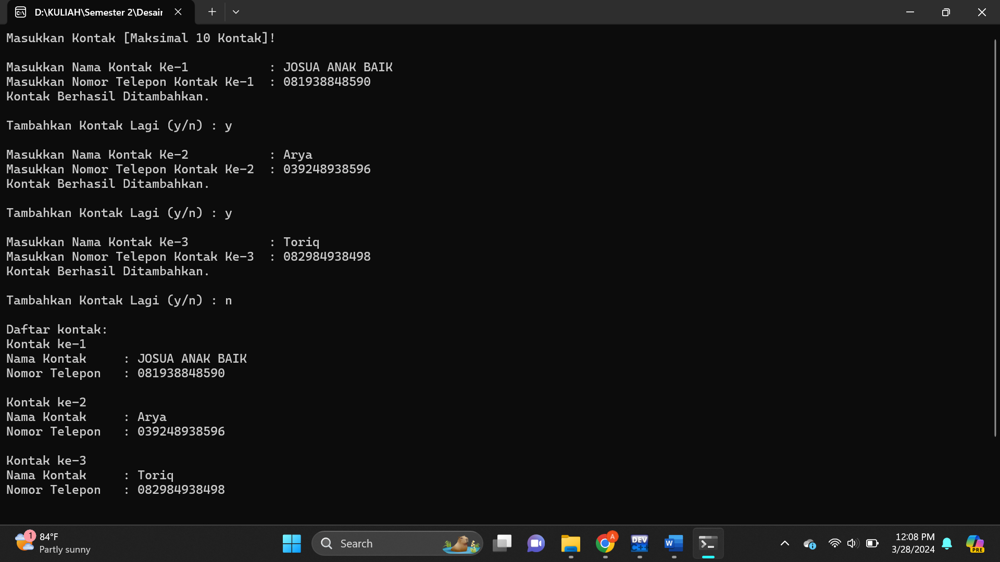 D:\KULIAH\Semester 2\Desair
Masukkan Kontak [Maksimal 10 Kontak]!
Masukkan Nama Kontak Ke-1 : JOSUA ANAK BAIK
Masukkan Nomor Telepon Kontak Ke-1 : 081938848590
Kontak Berhasil Ditambahkan.
Tambahkan Kontak Lagi (y/n) : y
Masukkan Nama Kontak Ke-2 : Arya
Masukkan Nomor Telepon Kontak Ke-2 : 039248938596
Kontak Berhasil Ditambahkan.
Tambahkan Kontak Lagi (y/n) : y
Masukkan Nama Kontak Ke-3 : Toriq
Masukkan Nomor Telepon Kontak Ke-3 : 082984938498
Kontak Berhasil Ditambahkan.
Tambahkan Kontak Lagi (y/n) : n
Daftar kontak:
Kontak ke-1
Nama Kontak : JOSUA ANAK BAIK
Nomor Telepon : 081938848590
Kontak ke-2
Nama Kontak : Arya
Nomor Telepon : 039248938596
Kontak ke-3
Nama Kontak : Toriq
Nomor Telepon : 082984938498
1
84°F
Partly sunny
Search
A
DEV
C++
W
12:08 PM
3/28/2024
PRE